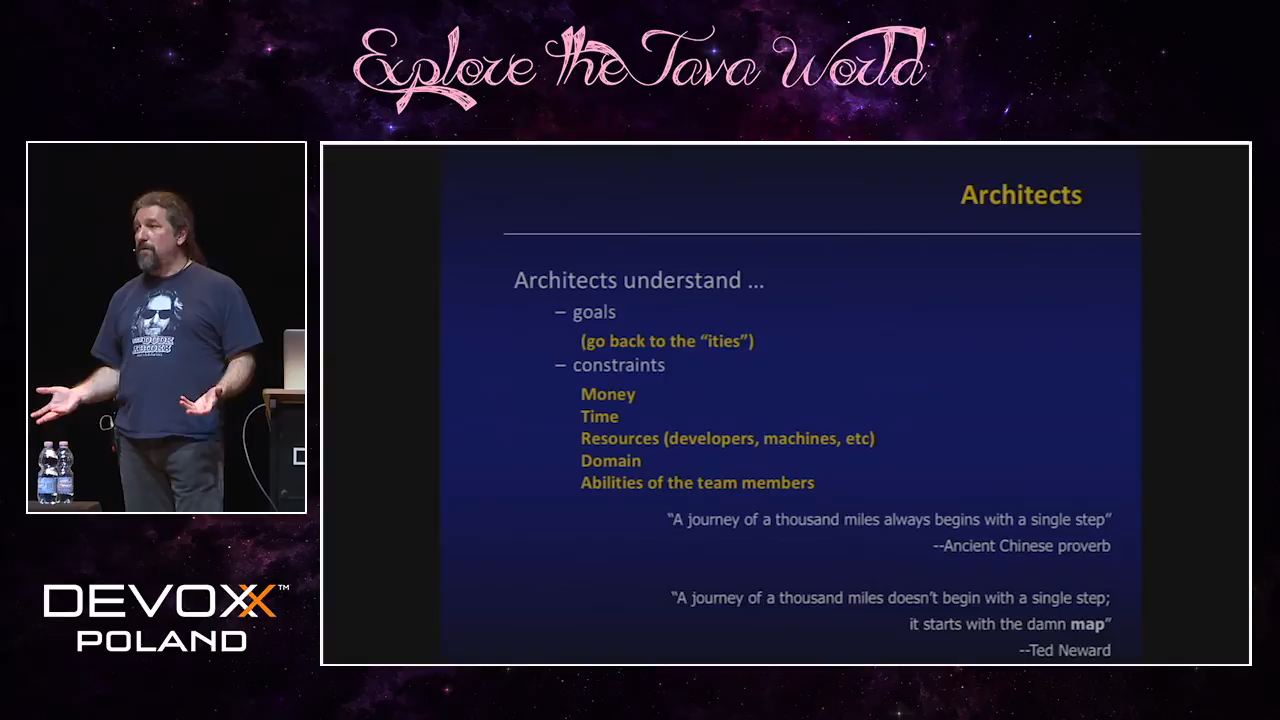 Explore the Java World
Architects
Architects understand ...
– goals
(go back to the “ities”)
– constraints
Money
Time
Resources (developers, machines, etc)
Domain
Abilities of the team members
“A journey of a thousand miles always begins with a single step”
--Ancient Chinese proverb
“A journey of a thousand miles doesn’t begin with a single step;
it starts with the damn map”
--Ted Neward
DEVOXX™
POLAND